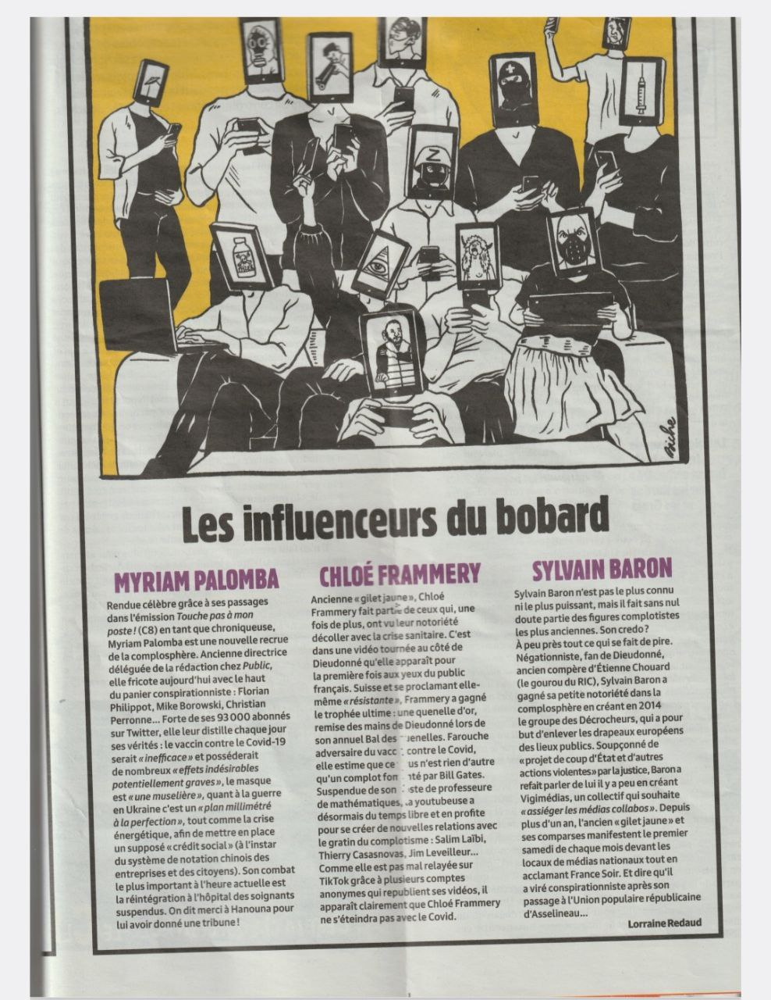 Z
Biche
Les influenceurs du bobard
MYRIAM PALOMBA
Rendue célèbre grâce à ses passages
dans l'émission Touche pas à mon
poste ! (C8) en tant que chroniqueuse,
Myriam Palomba est une nouvelle recrue
de la complosphère. Ancienne directrice
déléguée de la rédaction chez Public,
elle fricote aujourd'hui avec le haut
du panier conspirationniste : Florian
Philippot, Mike Borowski, Christian
Perronne... Forte de ses 93 000 abonnés
sur Twitter, elle leur distille chaque jour
ses vérités : le vaccin contre le Covid-19
serait « inefficace » et posséderait
de nombreux « effets indésirables
potentiellement graves », le masque
est « une muselière », quant à la guerre
en Ukraine c'est un « plan millimétré
à la perfection », tout comme la crise
énergétique, afin de mettre en place
un supposé « crédit social » (à l'instar
du système de notation chinois des
entreprises et des citoyens). Son combat
le plus important à l'heure actuelle est
la réintégration à l'hôpital des soignants
suspendus. On dit merci à Hanouna pour
lui avoir donné une tribune !
CHLOÉ FRAMMERY
Ancienne « gilet jaune », Chloé
Frammery fait partie de ceux qui, une
fois de plus, ont vu leur notoriété
décoller avec la crise sanitaire. C'est
dans une vidéo tournée au côté de
Dieudonné qu'elle apparaît pour
la première fois aux yeux du public
français. Suisse et se proclamant elle-
même « résistante », Frammery a gagné
le trophée ultime : une quenelle d'or,
remise des mains de Dieudonné lors de
son annuel Bal des uenelles. Farouche
adversaire du vacc contre le Covid,
elle estime que ce us n'est rien d'autre
qu'un complot fom nté par Bill Gates.
Suspendue de son ste de professeure
de mathématiques, la youtubeuse a
désormais du temps libre et en profite
pour se créer de nouvelles relations avec
le gratin du complotisme : Salim Laïbi,
Thierry Casasnovas, Jim Leveilleur...
Comme elle est pas mal relayée sur
TikTok grâce à plusieurs comptes
anonymes qui republient ses vidéos, il
apparaît clairement que Chloé Frammery
ne s'éteindra pas avec le Covid.
SYLVAIN BARON
Sylvain Baron n'est pas le plus connu
ni le plus puissant, mais il fait sans nul
doute partie des figures complotistes
les plus anciennes. Son credo ?
À peu près tout ce qui se fait de pire.
Négationniste, fan de Dieudonné,
ancien compère d'Étienne Chouard
(le gourou du RIC), Sylvain Baron a
gagné sa petite notoriété dans la
complosphère en créant en 2014
le groupe des Décrocheurs, qui a pour
but d'enlever les drapeaux européens
des lieux publics. Soupçonné de
« projet de coup d'État et d'autres
actions violentes » par la justice, Baron a
refait parler de lui il y a peu en créant
Vigimédias, un collectif qui souhaite
« assiéger les médias collabos ». Depuis
plus d'un an, l'ancien « gilet jaune » et
ses comparses manifestent le premier
samedi de chaque mois devant les
locaux de médias nationaux tout en
acclamant France Soir. Et dire qu'il
a viré conspirationniste après son
passage à l'Union populaire républicaine
d'Asselineau...
Lorraine Redaud